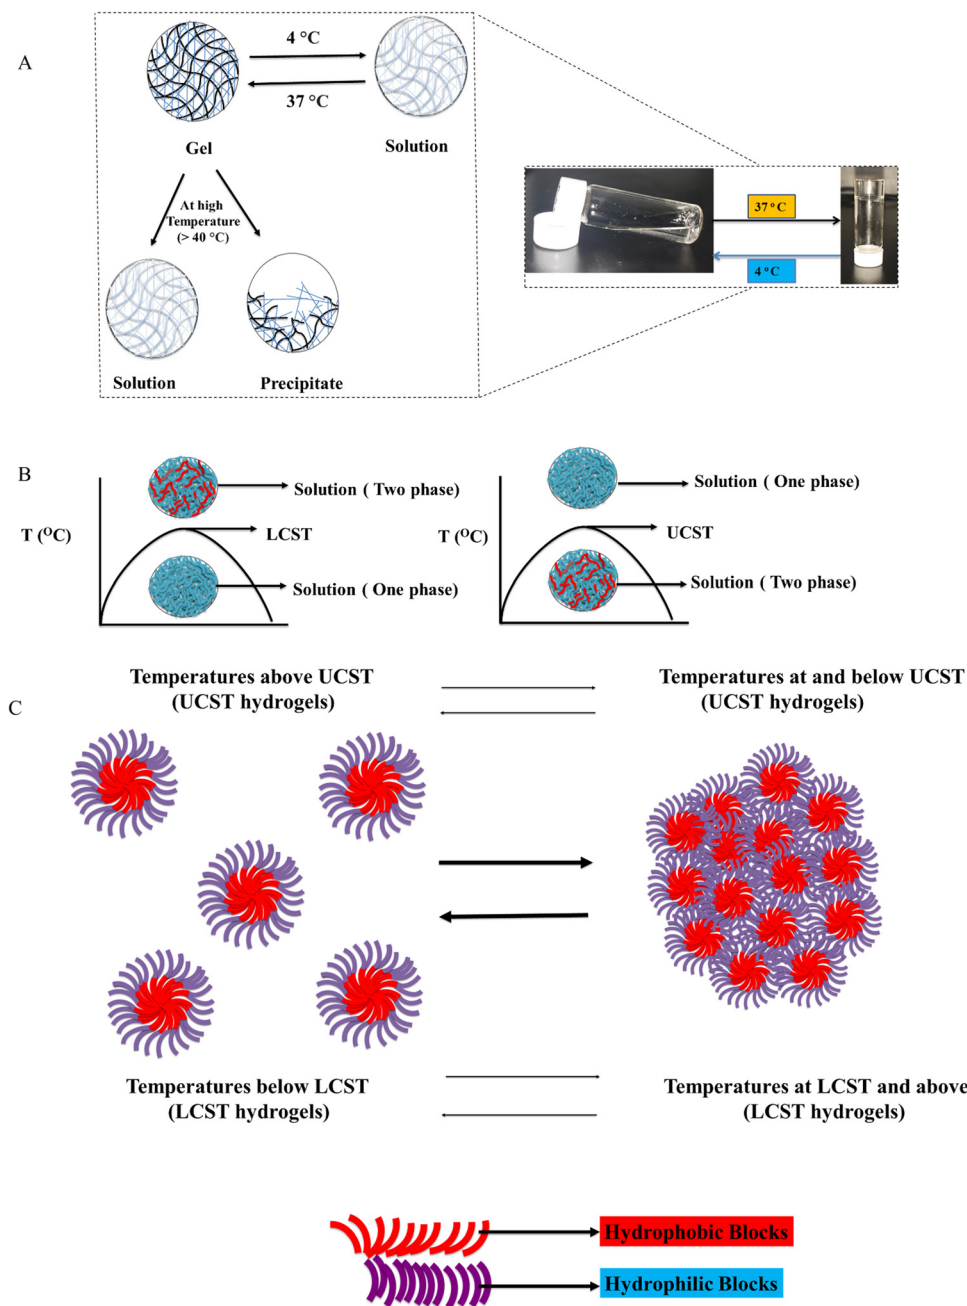 A
4 °C
37 °C
Gel
Solution
At high
Temperature
(> 40 °C)
Solution
Precipitate
37 °C
4 °C
B
T (°C)
Solution ( Two phase)
LCST
Solution ( One phase)
T (°C)
Solution ( One phase)
UCST
Solution ( Two phase)
C
Temperatures above UCST
(UCST hydrogels)
Temperatures at and below UCST
(UCST hydrogels)
Temperatures below LCST
(LCST hydrogels)
Temperatures at LCST and above
(LCST hydrogels)
Hydrophobic Blocks
Hydrophilic Blocks